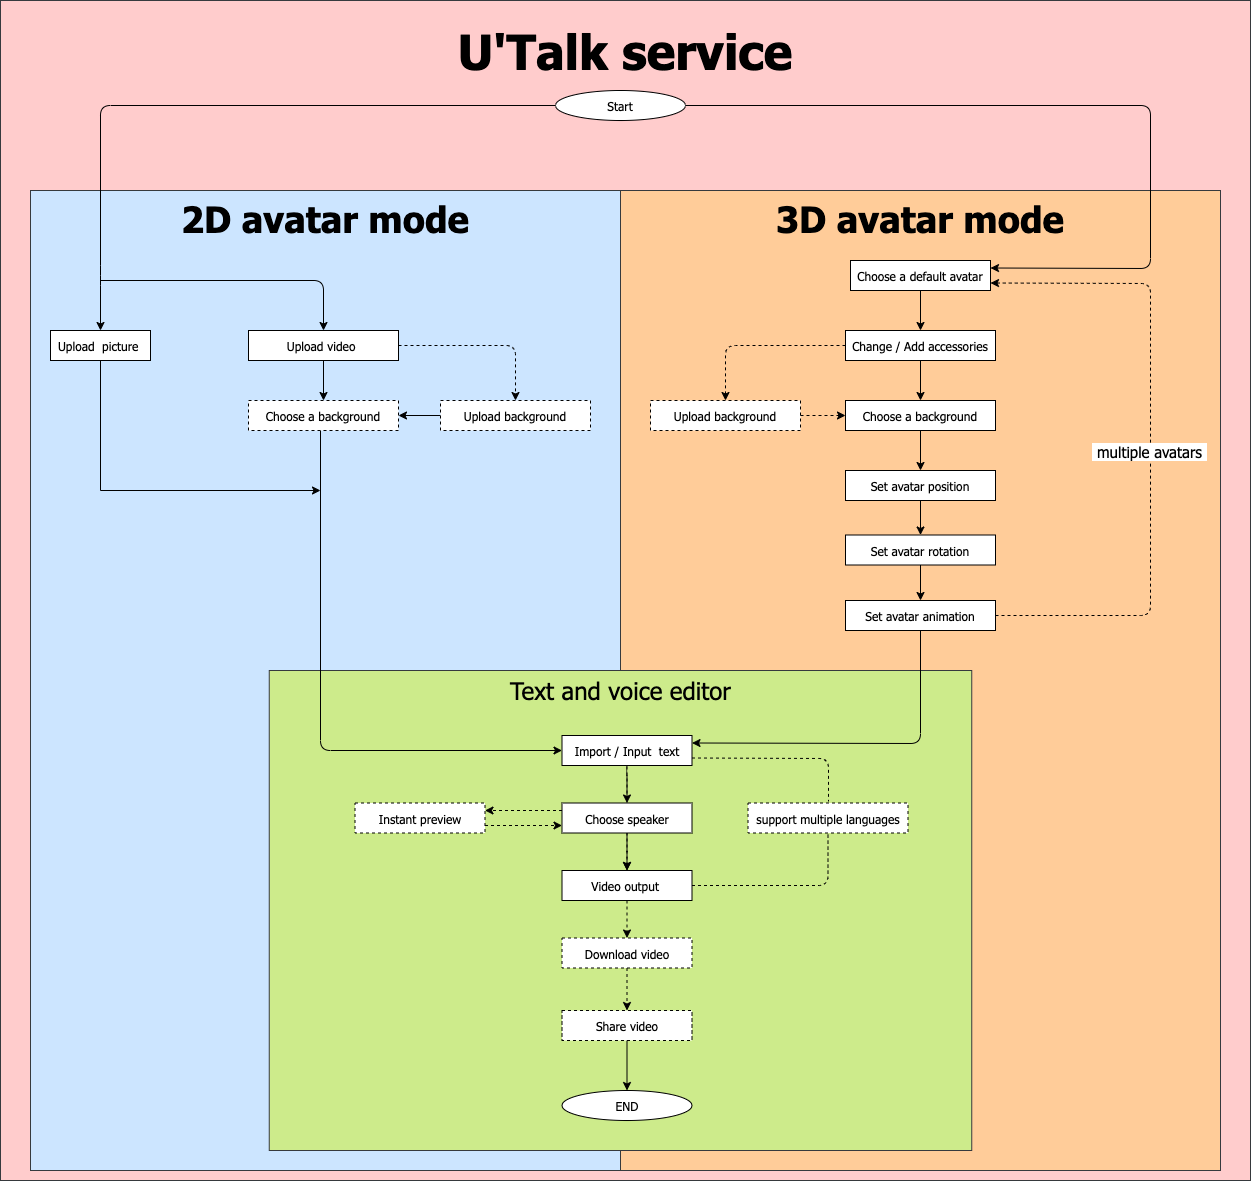 U'Talk service
Start
2D avatar mode
3D avatar mode
Choose a default avatar
Upload  picture
Upload video
Change / Add accessories
Choose a background
Upload background
Upload background
Choose a background
multiple avatars
Set avatar position
Set avatar rotation
Set avatar animation
Text and voice editor
Import / Input  text
Instant preview
Choose speaker
support multiple languages
Video output
Download video
Share video
END